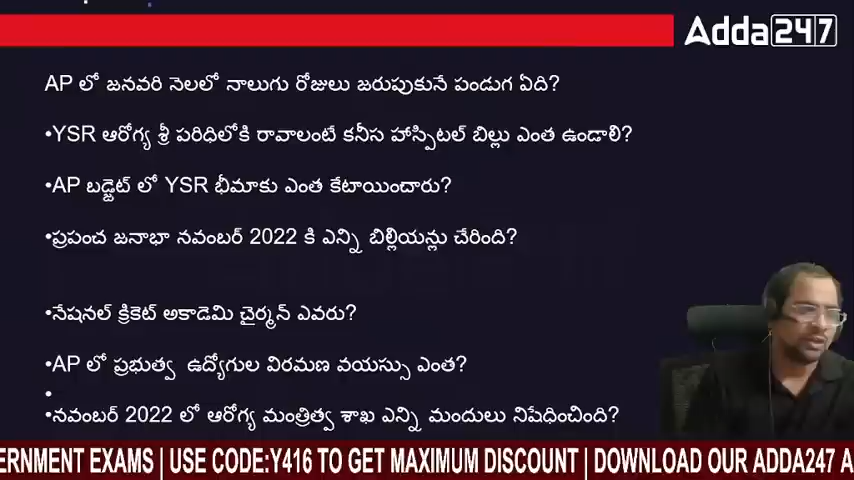 Adda247
AP లో జనవరి నెలలో నాలుగు రోజులు జరుపుకునే పండుగ ఏది?
•YSR ఆరోగ్య శ్రీ పరిధిలోకి రావాలంటే కనీస హాస్పిటల్ బిల్లు ఎంత ఉండాలి?
•AP బడ్జెట్ లో YSR భీమాకు ఎంత కేటాయించారు?
•ప్రపంచ జనాభా నవంబర్ 2022 కి ఎన్ని బిల్లియన్లు చేరింది?
•నేషనల్ క్రికెట్ అకాడెమి చైర్మన్ ఎవరు?
•AP లో ప్రభుత్వ ఉద్యోగుల విరమణ వయస్సు ఎంత?
•
•నవంబర్ 2022 లో ఆరోగ్య మంత్రిత్వ శాఖ ఎన్ని మందులు నిషేధించింది?
ERNMENT EXAMS | USE CODE:Y416 TO GET MAXIMUM DISCOUNT | DOWNLOAD OUR ADDA247 A